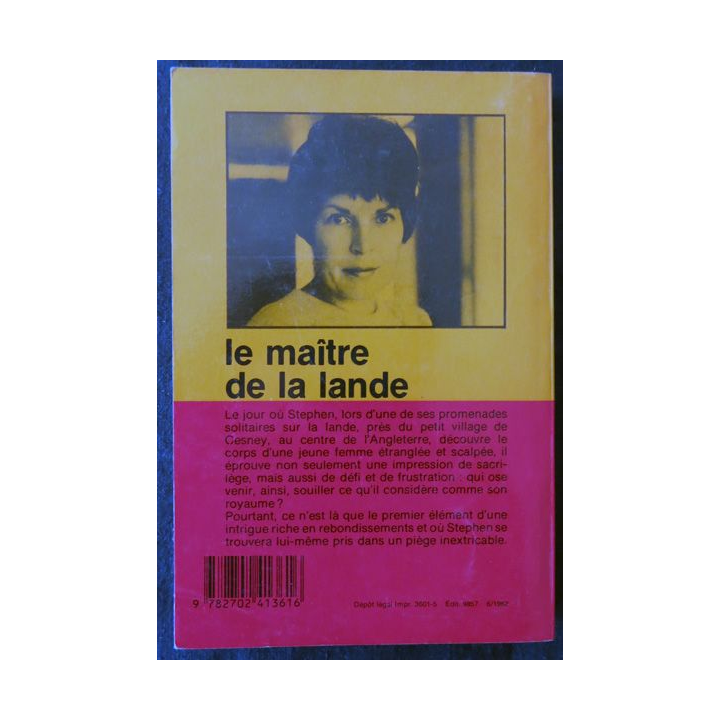 le maître
de la lande
Le jour où Stephen, lors d'une de ses promenades
solitaires sur la lande, près du petit village de
Cesney, au centre de l'Angleterre, découvre le
corps d'une jeune femme étranglée et scalpée, il
éprouve non seulement une impression de sacri-
lège, mais aussi de défi et de frustration : qui ose
venir, ainsi, souiller ce qu'il considère comme son
royaume ?
Pourtant, ce n'est là que le premier élément d'une
intrigue riche en rebondissements et où Stephen se
trouvera lui-même pris dans un piège inextricable.
9 782702 413616
Dépôt légal Impr. 3601-5 Édit. 9857 6/1982